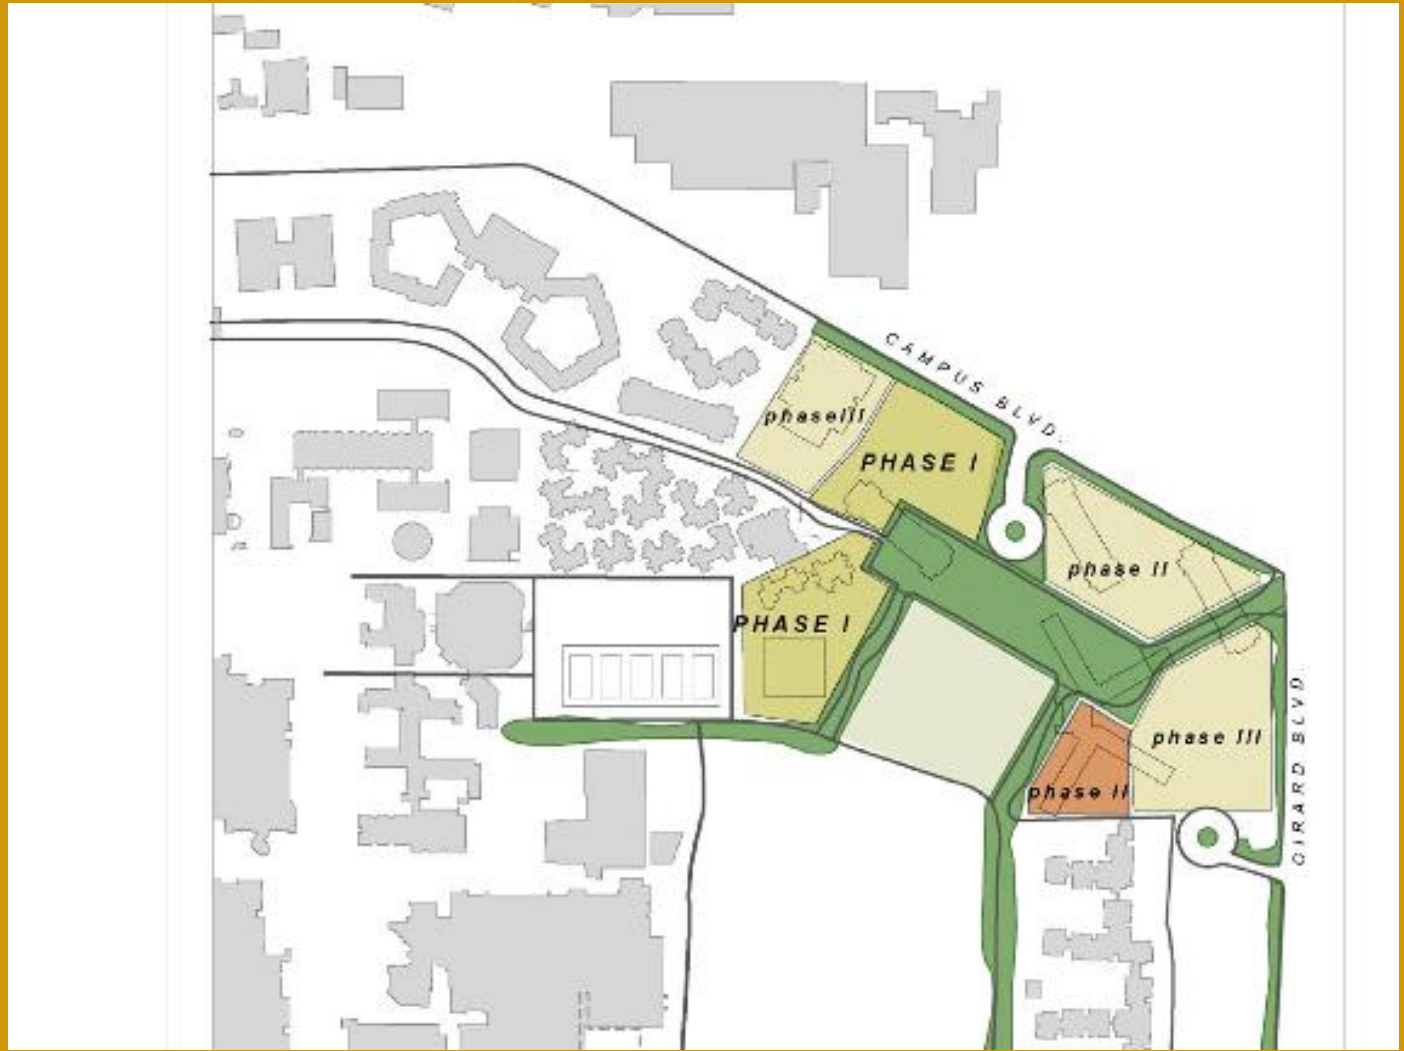 CAMPUS BLVD.
phaseIII
PHASE I
phase II
PHASE I
phase III
phase II
GIRARD BLVD.